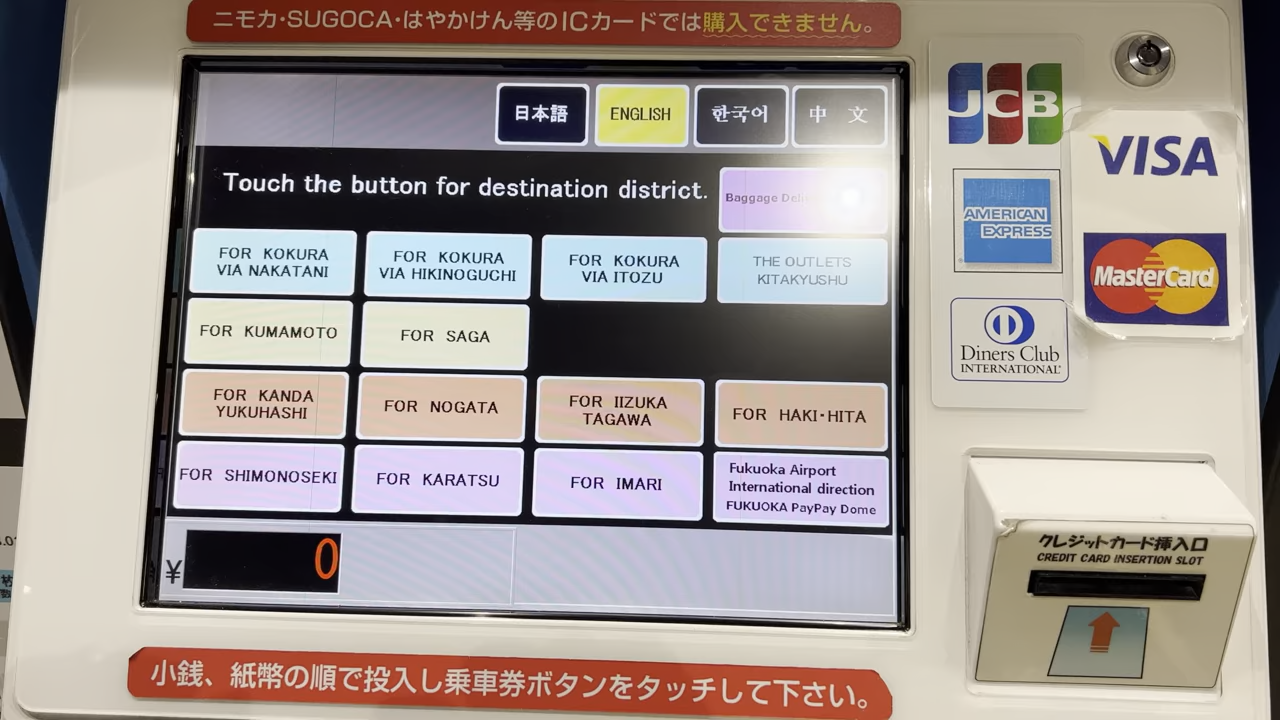 ニモカ・SUGOCA・はやかけん等のICカードでは購入できません。
日本語
ENGLISH
한국어
中 文
Touch the button for destination district.
Baggage
FOR KOKURA
VIA NAKATANI
FOR KOKURA
VIA HIKINOGUCHI
FOR KOKURA
VIA ITOZU
THE OUTLETS
KITAKYUSHU
FOR KUMAMOTO
FOR SAGA
FOR KANDA
YUKUHASHI
FOR NOGATA
FOR IIZUKA
TAGAWA
FOR HAKI・HITA
FOR SHIMONOSEKI
FOR KARATSU
FOR IMARI
Fukuoka Airport
International direction
FUKUOKA PayPay Dome
¥ 0
小銭、紙幣の順で投入し乗車券ボタンをタッチして下さい。
JCB
VISA
AMERICAN
EXPRESS
MasterCard
Diners Club
INTERNATIONAL
クレジットカード挿入口
CREDIT CARD INSERTION SLOT